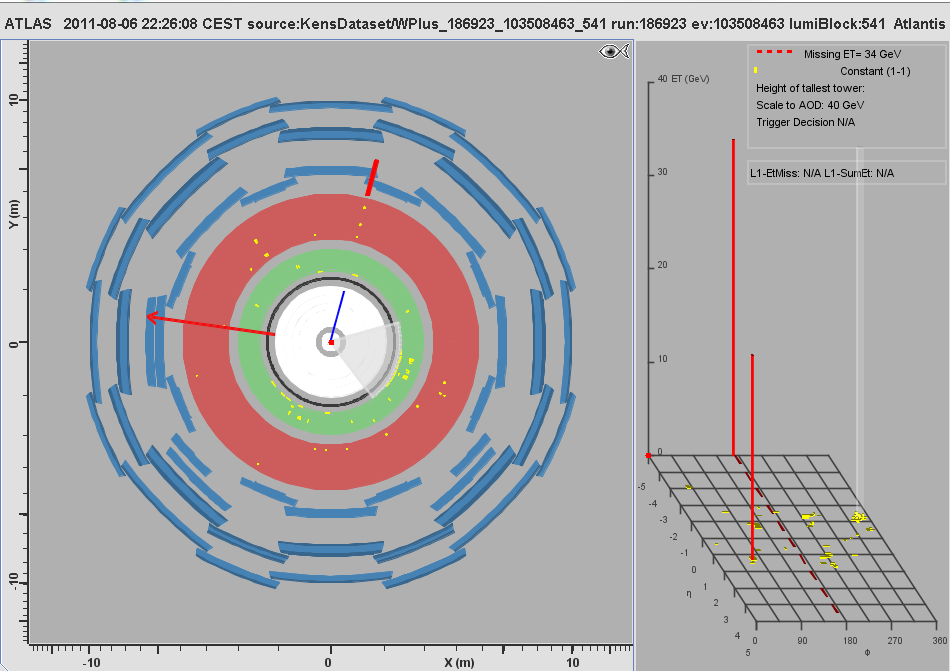 ATLAS 2011-08-06 22:26:08 CEST source:KensDataset/WPlus_186923_103508463_541 run:186923 ev:103508463 lumiBlock:541 Atlantis
40 ET (GeV)
Missing ET= 34 GeV
Constant (1-1)
Height of tallest tower:
Scale to AOD: 40 GeV
Trigger Decision N/A
L1-EtMiss: N/A L1-SumEt: N/A
30
20
10
0
-5
-4
-3
-2
-1
0
1
2
3
4
5
η
0
90
180
270
360
Φ
10
Y (m)
0
-10
-10
0
X (m)
10